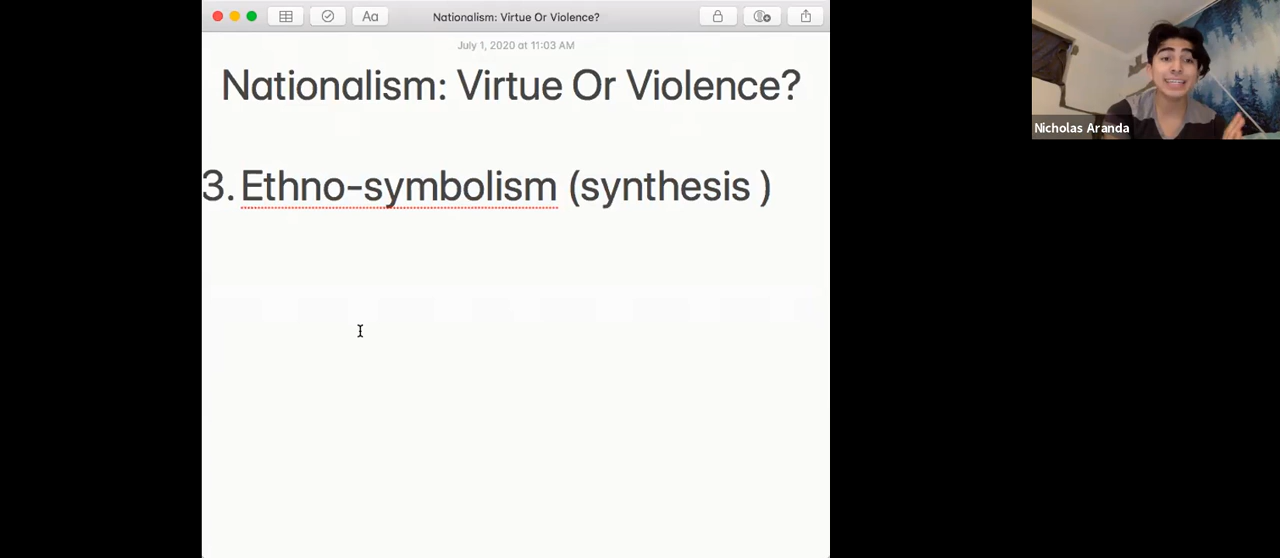 Aa
Nationalism: Virtue Or Violence?
July 1, 2020 at 11:03 AM
Nationalism: Virtue Or Violence?
3. Ethno-symbolism (synthesis )
Nicholas Aranda